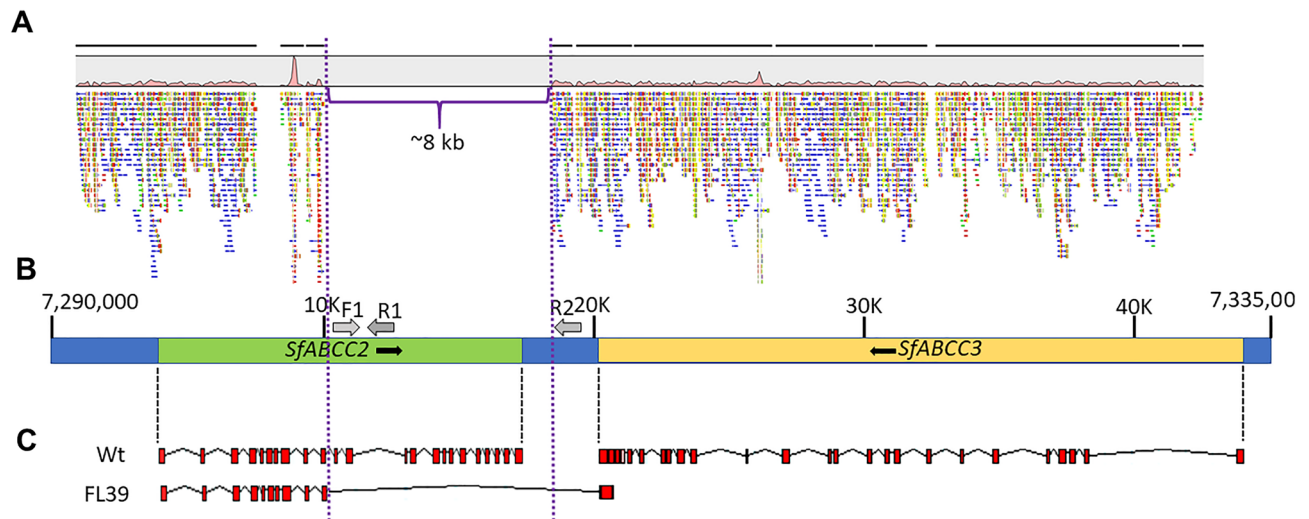 A
~8 kb
B
7,290,000 10K F1 R1 R2 20K 30K 40K 7,335,00
SfABCC2 SfABCC3
C
Wt
FL39